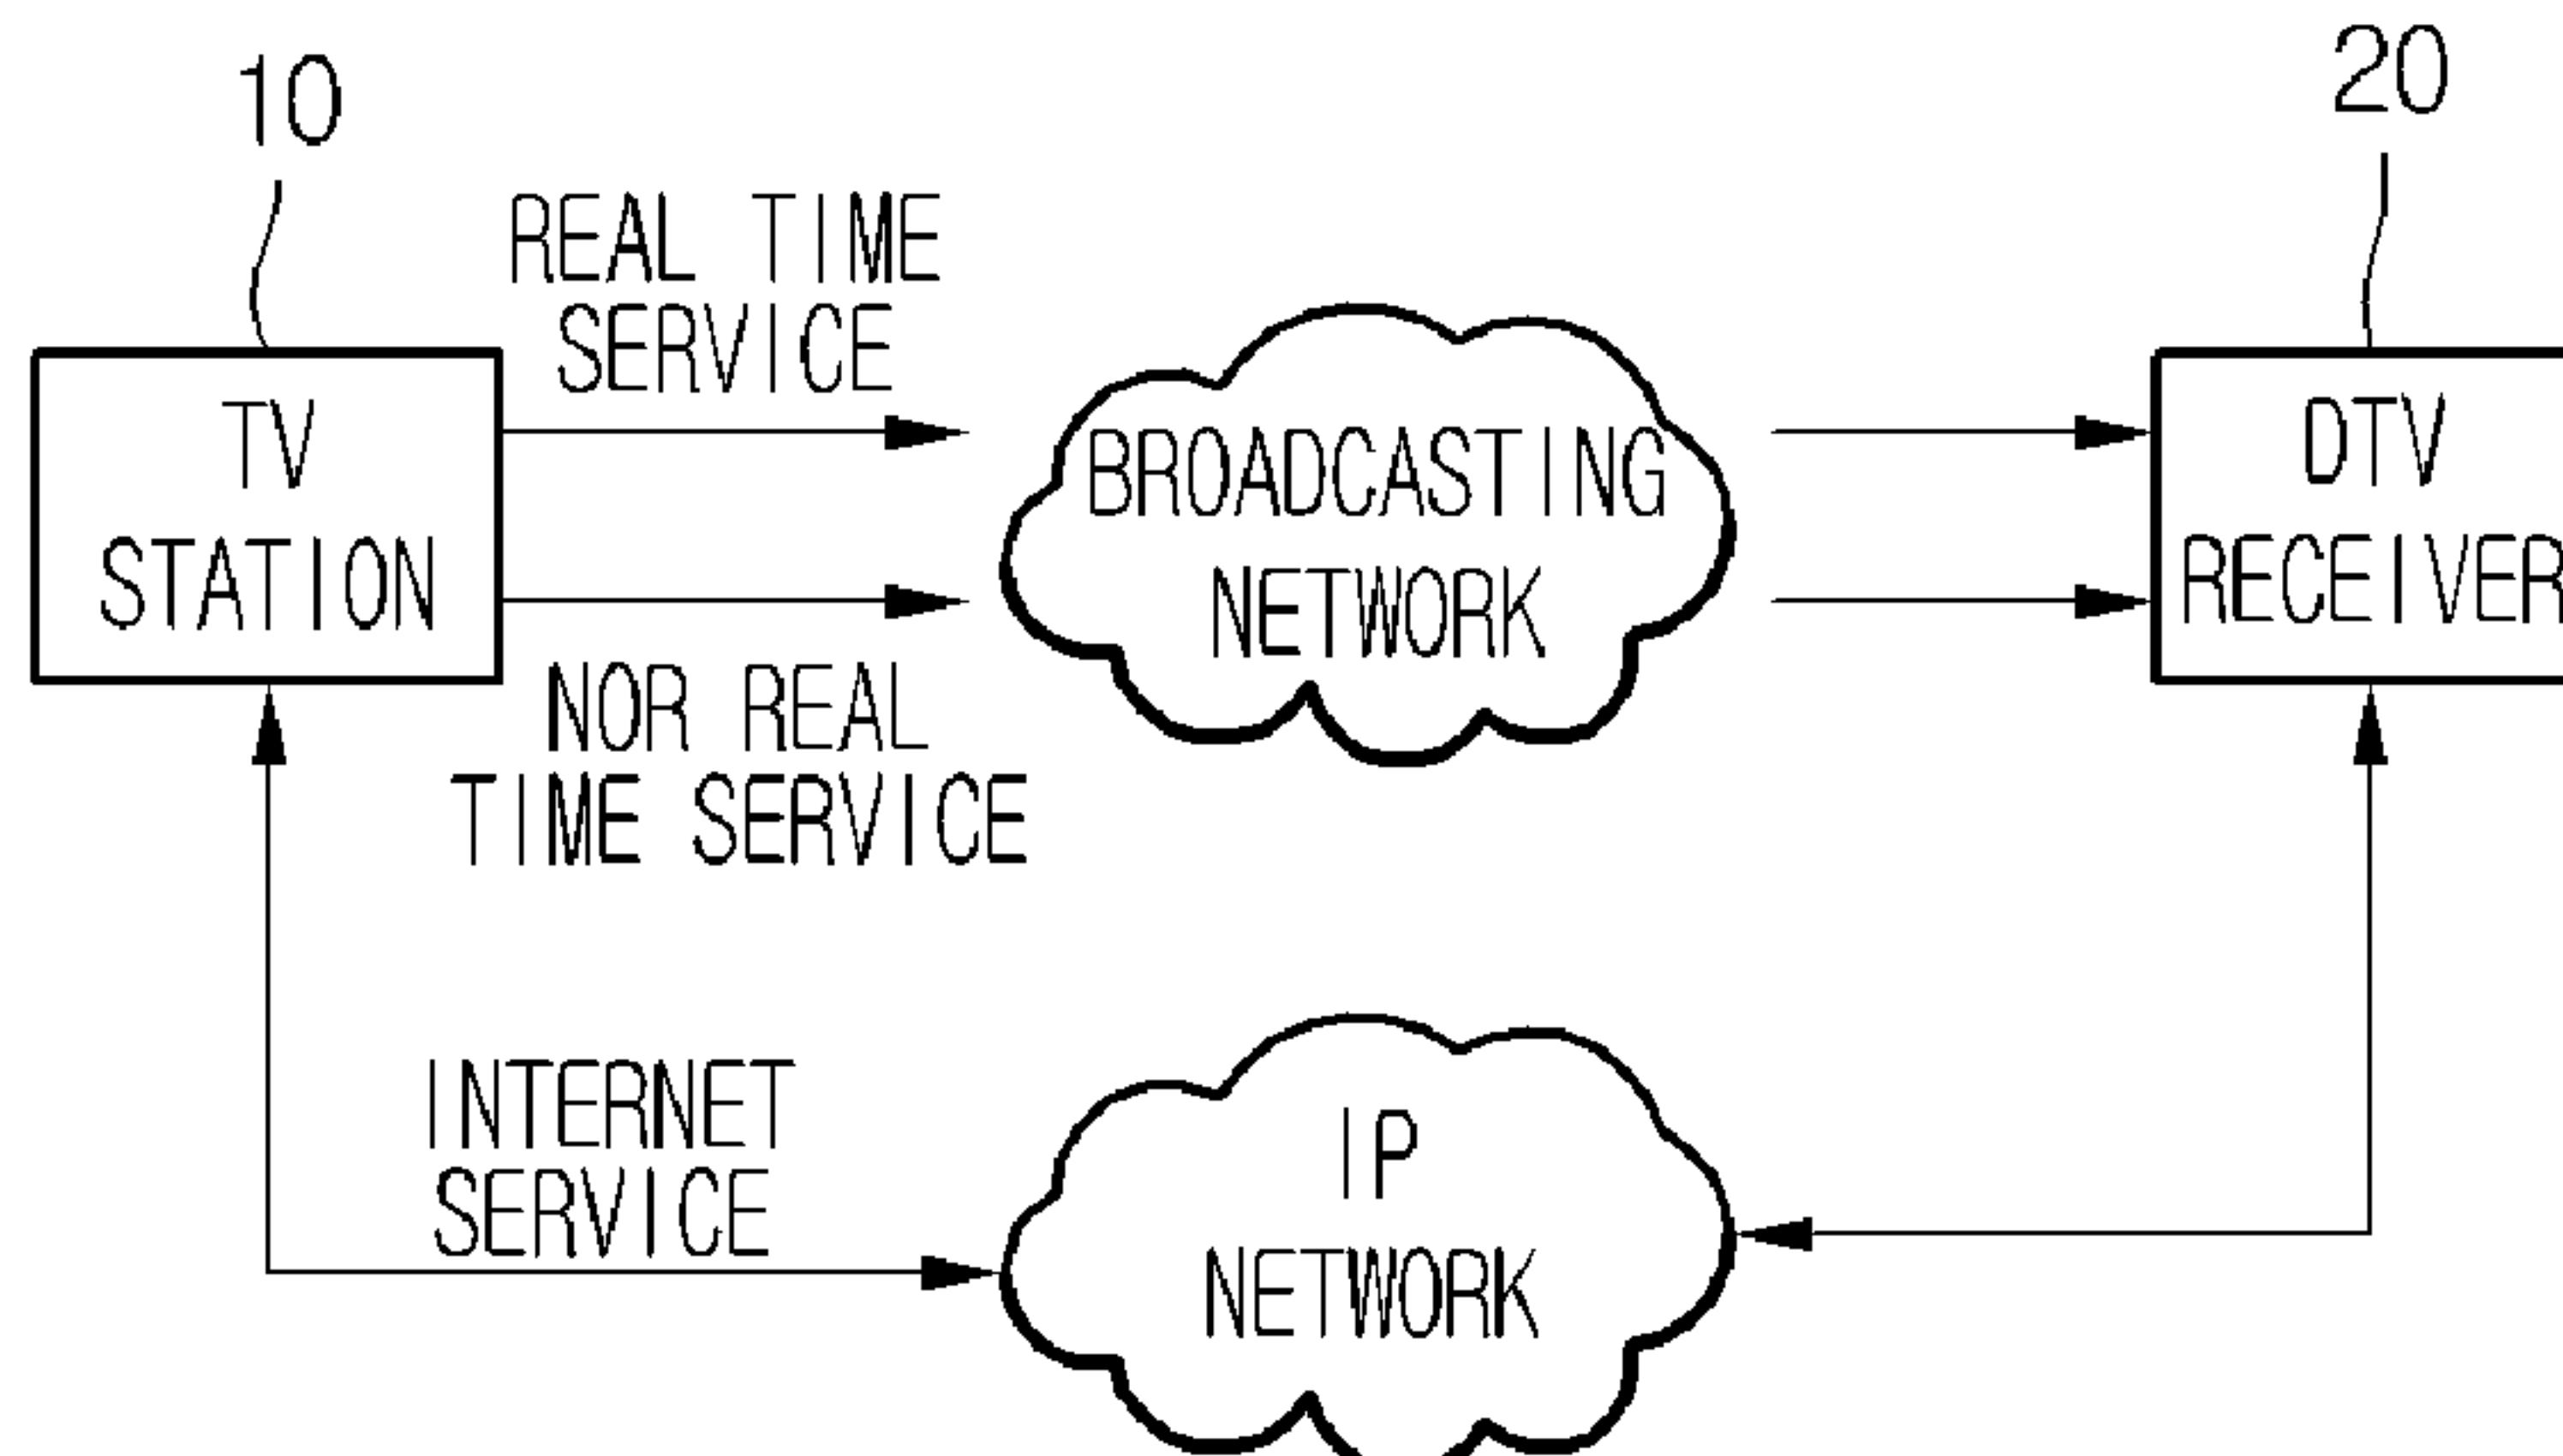 10
20
REAL TIME
SERVICE
TV
STATION
BROADCASTING
NETWORK
DTV
RECEIVER
NOR REAL
TIME SERVICE
INTERNET
SERVICE
IP
NETWORK